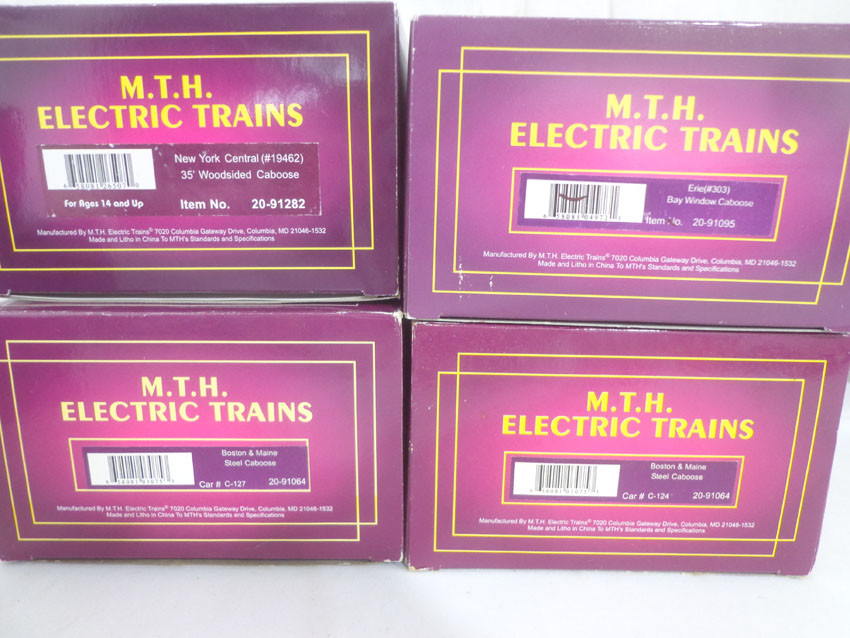 M.T.H.
ELECTRIC TRAINS
New York Central (#19462)
35' Woodsided Caboose
For Ages 14 and Up
Item No. 20-91282
Manufactured By M.T.H. Electric Trains® 7020 Columbia Gateway Drive, Columbia, MD 21046-1532
Made and Litho in China To MTH's Standards and Specifications
M.T.H.
ELECTRIC TRAINS
Erie(#303)
Bay Window Caboose
Item No. 20-91095
Manufactured By M.T.H. Electric Trains® 7020 Columbia Gateway Drive, Columbia, MD 21046-1532
Made and Litho in China To MTH's Standards and Specifications
M.T.H.
ELECTRIC TRAINS
Boston & Maine
Steel Caboose
Car # C-127 20-91064
Manufactured By M.T.H. Electric Trains® 7020 Columbia Gateway Drive, Columbia, MD 21046-1532
Made and Litho in China To MTH's Standards and Specifications
M.T.H.
ELECTRIC TRAINS
Boston & Maine
Steel Caboose
Car # C-124 20-91064
Manufactured By M.T.H. Electric Trains® 7020 Columbia Gateway Drive, Columbia, MD 21046-1532
Made and Litho in China To MTH's Standards and Specifications